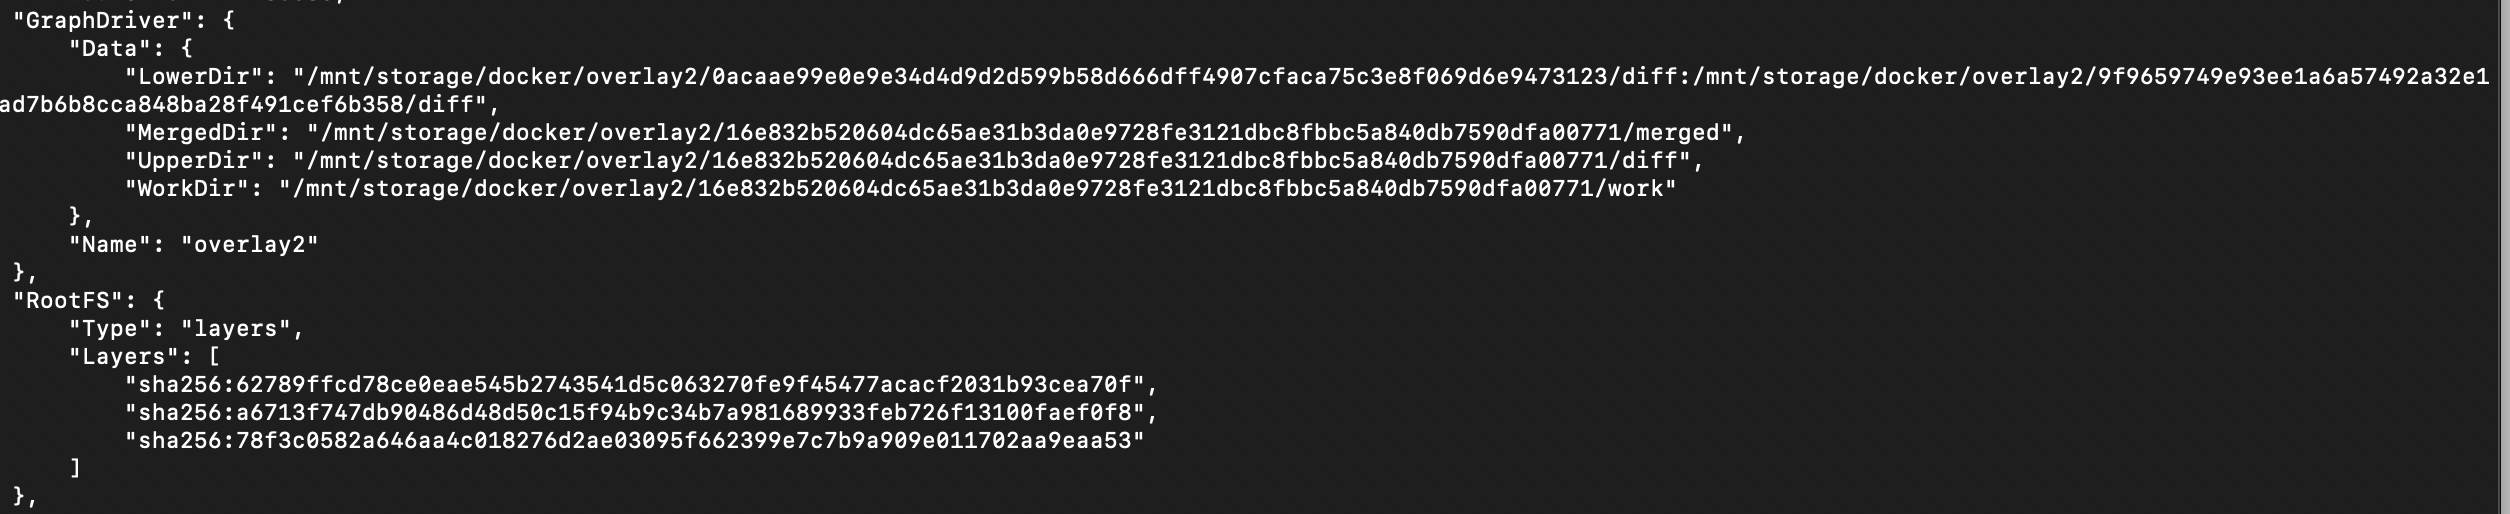 "GraphDriver": {
"Data": {
"LowerDir": "/mnt/storage/docker/overlay2/0acaae99e0e9e34d4d9d2d599b58d666dff4907cfaca75c3e8f069d6e9473123/diff:/mnt/storage/docker/overlay2/9f9659749e93ee1a6a57492a32e1
ad7b6b8cca848ba28f491cef6b358/diff",
"MergedDir": "/mnt/storage/docker/overlay2/16e832b520604dc65ae31b3da0e9728fe3121dbc8fbbc5a840db7590dfa00771/merged",
"UpperDir": "/mnt/storage/docker/overlay2/16e832b520604dc65ae31b3da0e9728fe3121dbc8fbbc5a840db7590dfa00771/diff",
"WorkDir": "/mnt/storage/docker/overlay2/16e832b520604dc65ae31b3da0e9728fe3121dbc8fbbc5a840db7590dfa00771/work"
},
"Name": "overlay2"
},
"RootFS": {
"Type": "layers",
"Layers": [
"sha256:62789ffcd78ce0eae545b2743541d5c063270fe9f45477acacf2031b93cea70f",
"sha256:a6713f747db90486d48d50c15f94b9c34b7a981689933feb726f13100faef0f8",
"sha256:78f3c0582a646aa4c018276d2ae03095f662399e7c7b9a909e011702aa9eaa53"
]
},